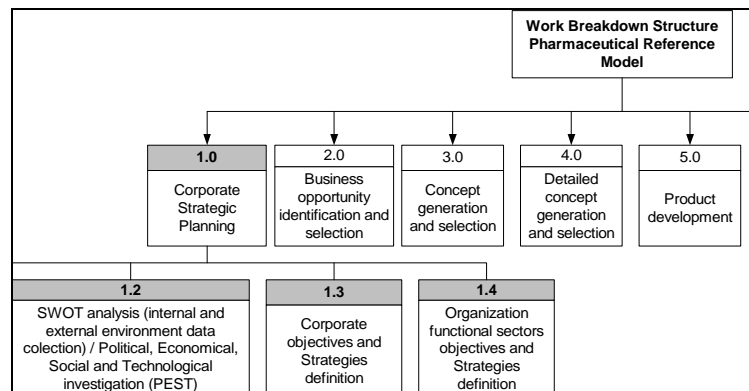 Work Breakdown Structure
Pharmaceutical Reference
Model
1.0
Corporate
Strategic
Planning
2.0
Business
opportunity
identification and
selection
3.0
Concept
generation
and selection
4.0
Detailed
concept
generation
and selection
5.0
Product
development
1.2
SWOT analysis (internal and
external environment data
colection) / Political, Economical,
Social and Technological
investigation (PEST)
1.3
Corporate
objectives and
Strategies
definition
1.4
Organization
functional sectors
objectives and
Strategies
definition